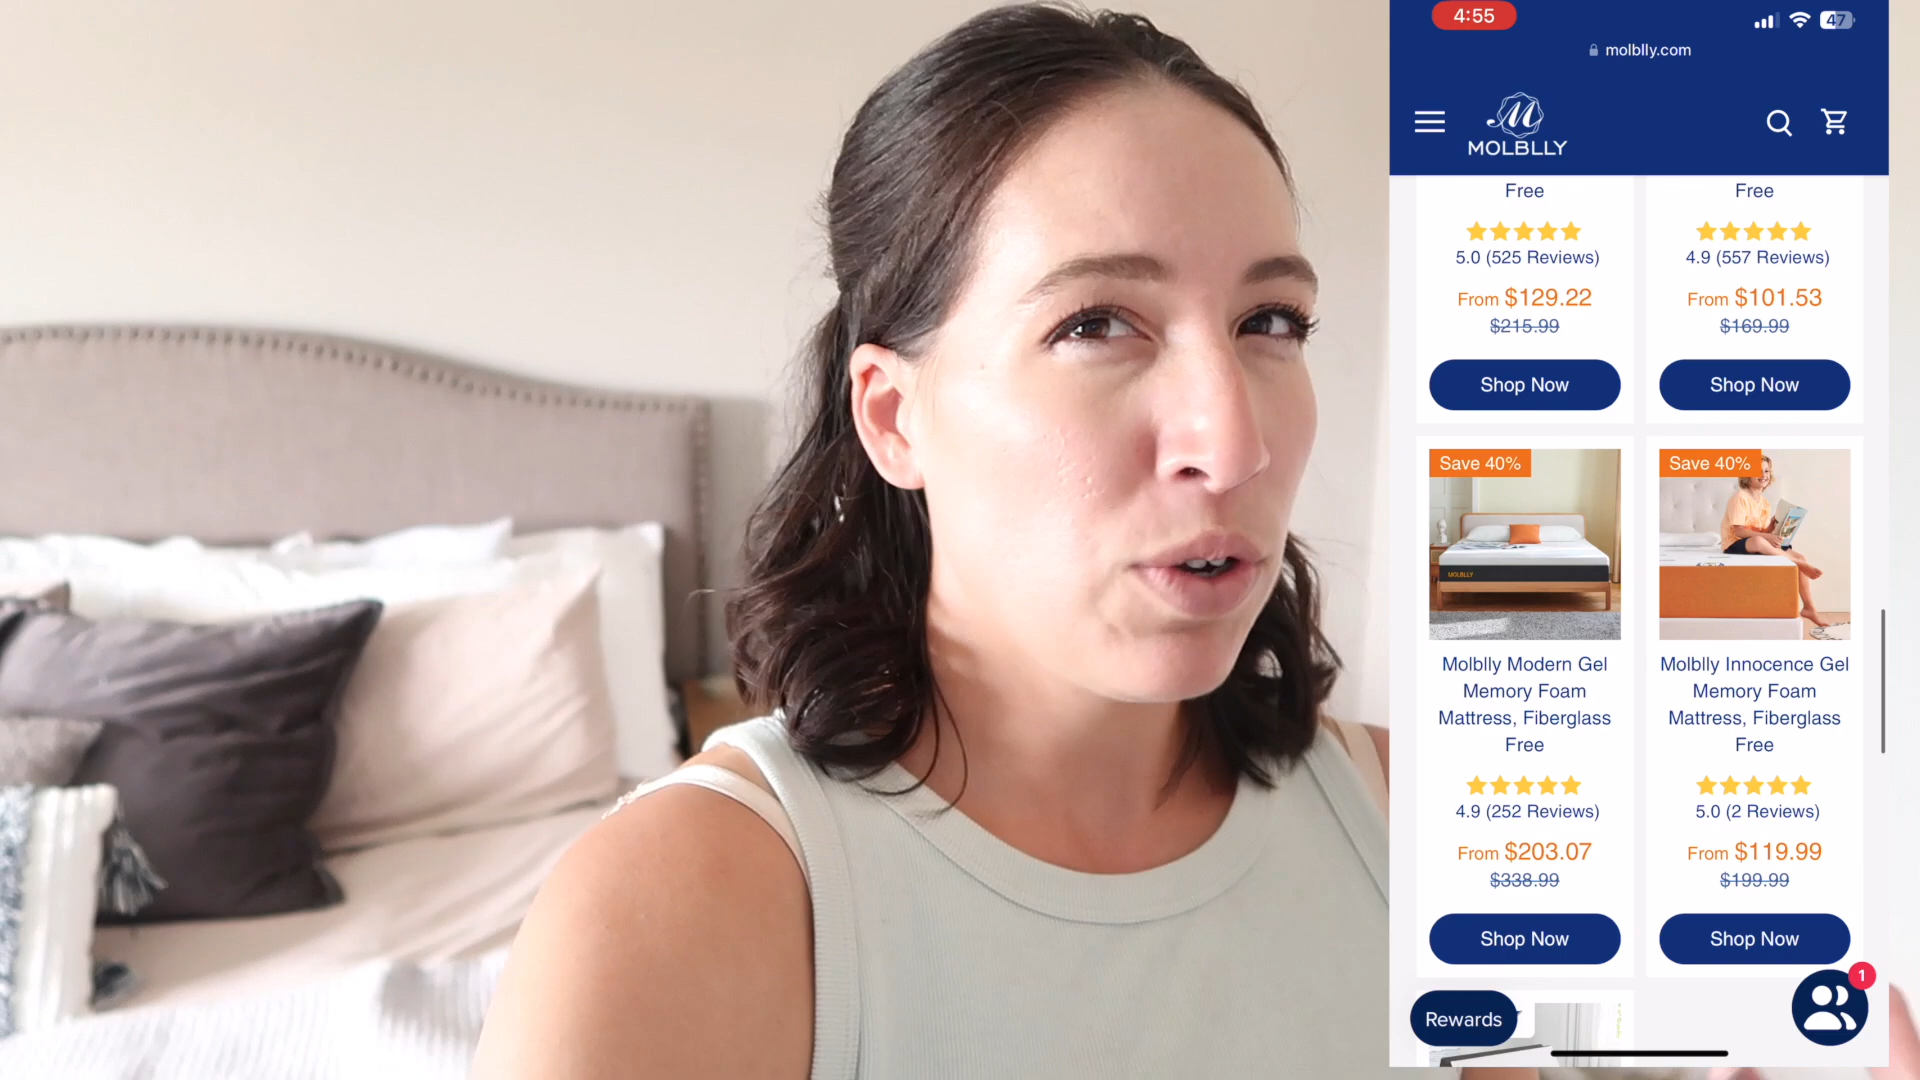 4:55
47
molblly.com
M
MOLBLLY
Free
Free
5.0 (525 Reviews)
4.9 (557 Reviews)
From $129.22
From $101.53
$215.99
$169.99
Shop Now
Shop Now
Save 40%
Save 40%
MOLBLLY
Molblly Modern Gel
Memory Foam
Mattress, Fiberglass
Free
Molblly Innocence Gel
Memory Foam
Mattress, Fiberglass
Free
4.9 (252 Reviews)
5.0 (2 Reviews)
From $203.07
From $119.99
$338.99
$199.99
Shop Now
Shop Now
1
Rewards